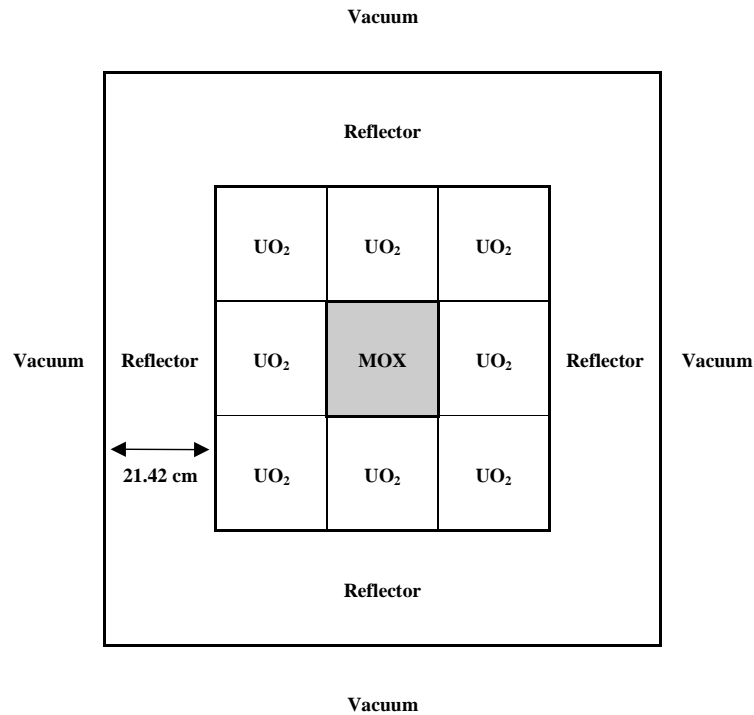 Vacuum
Reflector
UO₂ UO₂ UO₂
Vacuum Reflector UO₂ MOX UO₂ Reflector Vacuum
21.42 cm UO₂ UO₂ UO₂
Reflector
Vacuum